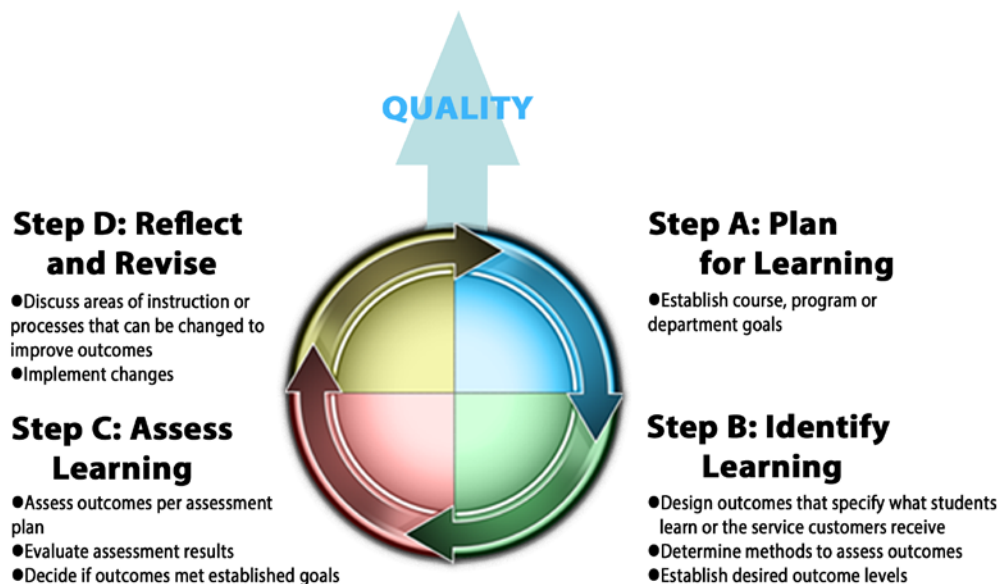 QUALITY
Step A: Plan
for Learning
●Establish course, program or
department goals
Step B: Identify
Learning
●Design outcomes that specify what students
learn or the service customers receive
●Determine methods to assess outcomes
●Establish desired outcome levels
Step C: Assess
Learning
●Assess outcomes per assessment
plan
●Evaluate assessment results
●Decide if outcomes met established goals
Step D: Reflect
and Revise
●Discuss areas of instruction or
processes that can be changed to
improve outcomes
●Implement changes